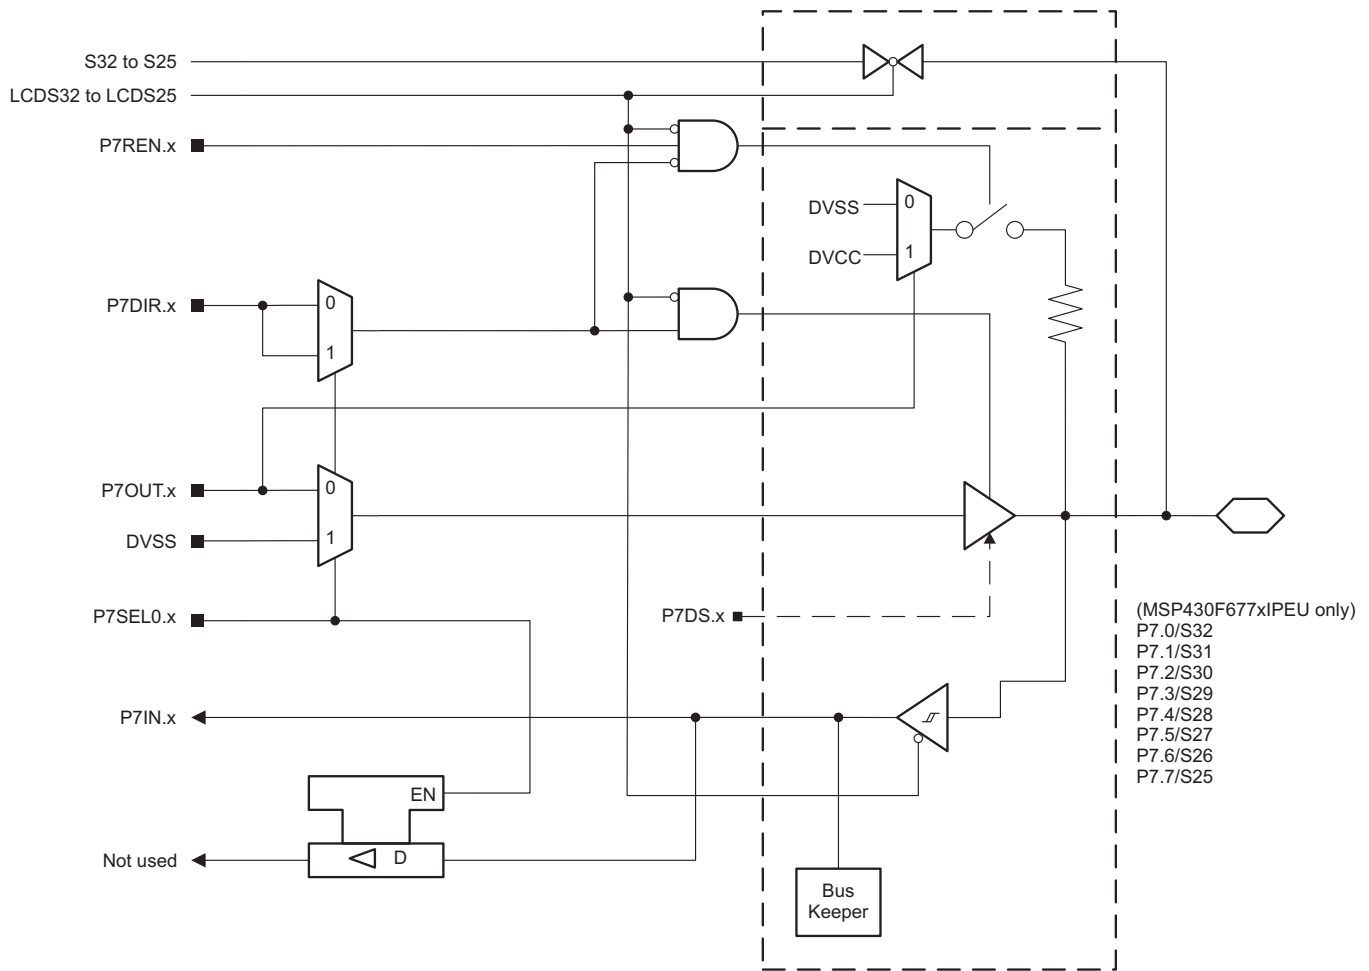 S32 to S25
LCDS32 to LCDS25
P7REN.x
DVSS
0
DVCC
1
P7DIR.x
0
1
P7OUT.x
0
DVSS
1
P7SEL0.x
P7DS.x
(MSP430F677xIPEU only)
P7.0/S32
P7.1/S31
P7.2/S30
P7.3/S29
P7.4/S28
P7.5/S27
P7.6/S26
P7.7/S25
P7IN.x
EN
Not used
D
Bus
Keeper